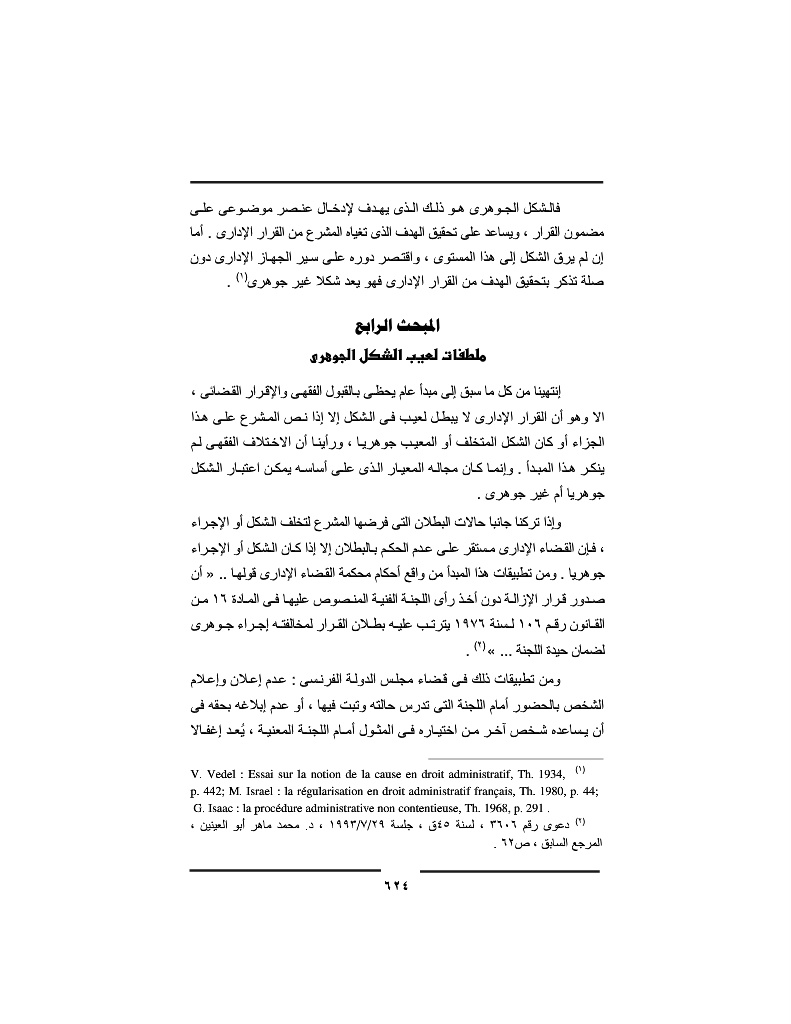 فالشكل الجوهرى هو ذلك الذى يهدف لإدخال عنصر موضوعى على
مضمون القرار ، ويساعد على تحقيق الهدف الذى تغياه المشرع من القرار الإدارى . أما
إن لم يرق الشكل إلى هذا المستوى ، واقتصر دوره على سير الجهاز الإدارى دون
صلة تذكر بتحقيق الهدف من القرار الإدارى فهو يعد شكلا غير جوهرى(١) .
المبحث الرابع
ملطفات لعيب الشكل الجوهرى
إنتهينا من كل ما سبق إلى مبدأ عام يحظى بالقبول الفقهى والإقرار القضائى ،
الا وهو أن القرار الإدارى لا يبطل لعيب فى الشكل إلا إذا نص المشرع على هذا
الجزاء أو كان الشكل المتخلف أو المعيب جوهريا ، ورأينا أن الاختلاف الفقهى لم
ينكر هذا المبدأ . وإنما كان مجاله المعيار الذى على أساسه يمكن اعتبار الشكل
جوهريا أم غير جوهرى .
وإذا تركنا جانبا حالات البطلان التى فرضها المشرع لتخلف الشكل أو الإجراء
، فإن القضاء الإدارى مستقر على عدم الحكم بالبطلان إلا إذا كان الشكل أو الإجراء
جوهريا . ومن تطبيقات هذا المبدأ من واقع أحكام محكمة القضاء الإدارى قولها .. « أن
صدور قرار الإزالة دون أخذ رأى اللجنة الفنية المنصوص عليها فى المادة ١٦ من
القانون رقم ١٠٦ لسنة ١٩٧٦ يترتب عليه بطلان القرار لمخالفته إجراء جوهرى
لضمان حيدة اللجنة ... »(٢) .
ومن تطبيقات ذلك فى قضاء مجلس الدولة الفرنسى : عدم إعلان وإعلام
الشخص بالحضور أمام اللجنة التى تدرس حالته وتبت فيها ، أو عدم إبلاغه بحقه فى
أن يساعده شخص آخر من اختياره فى المثول أمام اللجنة المعنية ، يُعد إغفالا
(١) V. Vedel : Essai sur la notion de la cause en droit administratif, Th. 1934,
p. 442; M. Israel : la régularisation en droit administratif français, Th. 1980, p. 44;
G. Isaac : la procédure administrative non contentieuse, Th. 1968, p. 291 .
(٢) دعوى رقم ٣٦٠٦ ، لسنة ٤٥ق ، جلسة ١٩٩٣/٧/٢٩ ، د. محمد ماهر أبو العينين ،
المرجع السابق ، ص٦٢ .
٦٢٤